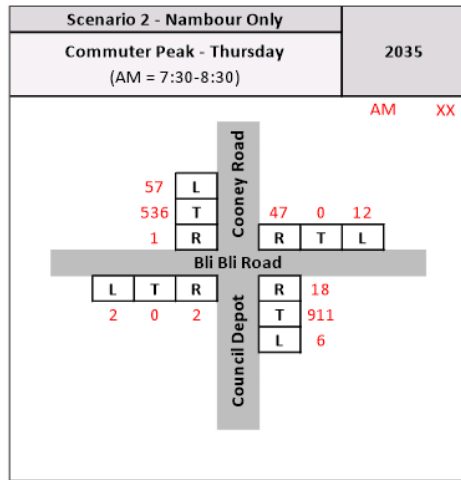 Scenario 2 - Nambour Only
Commuter Peak - Thursday
(AM = 7:30-8:30)
2035
AM XX
Cooney Road
57 L
536 T 47 0 12
1 R R T L
Bli Bli Road
L T R R 18
2 0 2 T 911
L 6
Council Depot